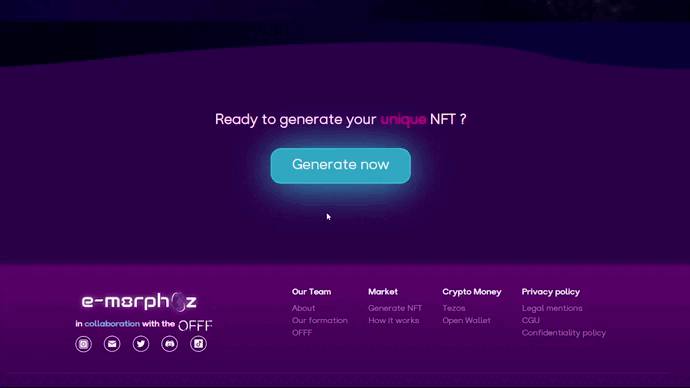 Ready to generate your unique NFT ?
Generate now
e-morphoz
in collaboration with the OFFF
Our Team
About
Our formation
OFFF
Market
Generate NFT
How it works
Crypto Money
Tezos
Open Wallet
Privacy policy
Legal mentions
CGU
Confidentiality policy